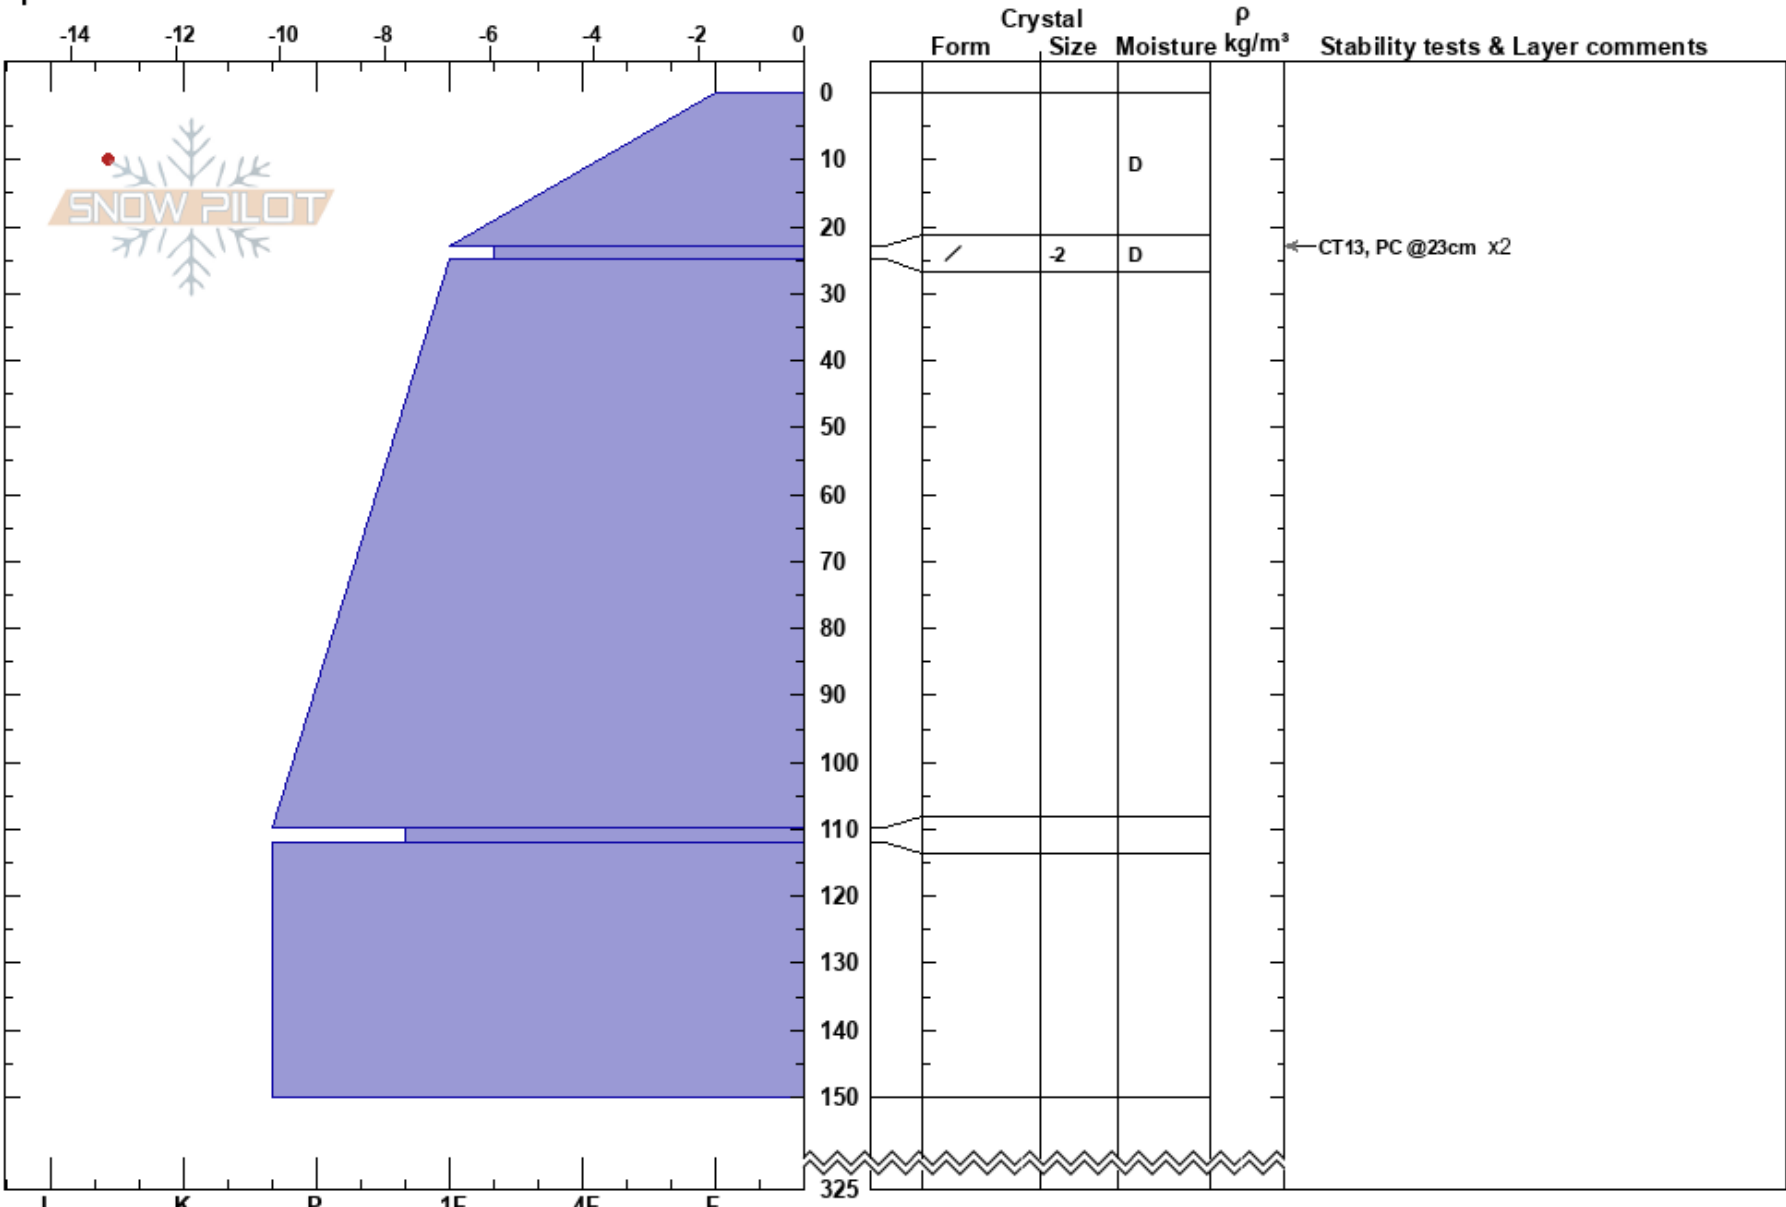 Crystal ρ
-14 -12 -10 -8 -6 -4 -2 0 Form Size Moisture kg/m³ Stability tests & Layer comments
0
10 D
SNOW PILOT
20
CT13, PC @23cm x2
-2 D
30
40
50
60
70
80
90
100
110
120
130
140
150
325
I K P 1F 4F F